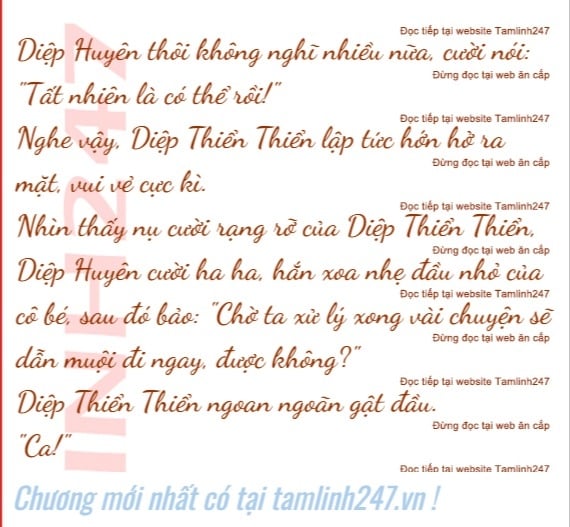 Đọc tiếp tại website Tamlinh247
Diệp Huyên thôi không nghĩ nhiều nữa, cười nói:
Đừng đọc tại web ăn cắp
"Tất nhiên là có thể rồi!"
Đọc tiếp tại website Tamlinh247
Nghe vậy, Diệp Thiển Thiển lập tức hớn hở ra
Đừng đọc tại web ăn cắp
mặt, vui vẻ cực kì.
Đọc tiếp tại website Tamlinh247
Nhìn thấy nụ cười rạng rỡ của Diệp Thiển Thiển,
Đừng đọc tại web ăn cắp
Diệp Huyên cười ha ha, hắn xoa nhẹ đầu nhỏ của
Đọc tiếp tại website Tamlinh247
cô bé, sau đó bảo: "Chờ ta xử lý xong vài chuyện sẽ
Đừng đọc tại web ăn cắp
dẫn muội đi ngay, được không?"
Đọc tiếp tại website Tamlinh247
Diệp Thiển Thiển ngoan ngoãn gật đầu.
Đừng đọc tại web ăn cắp
"Ca!"
Đọc tiếp tại website Tamlinh247
INH247
Chương mới nhất có tại tamlinh247.vn !